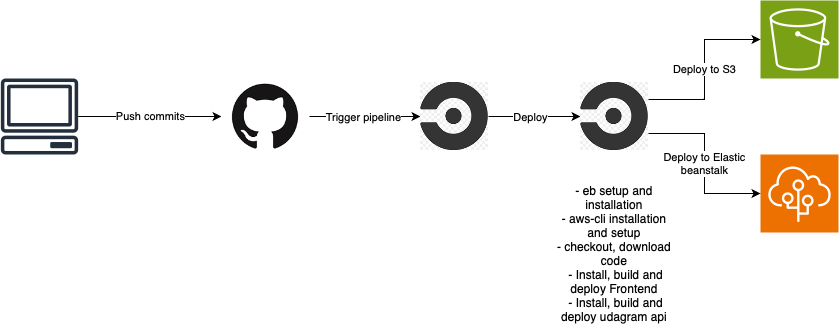 Push commits
Trigger pipeline
Deploy
Deploy to S3
Deploy to Elastic
beanstalk
- eb setup and
installation
- aws-cli installation
and setup
- checkout, download
code
- Install, build and
deploy Frontend
- Install, build and
deploy udagram api